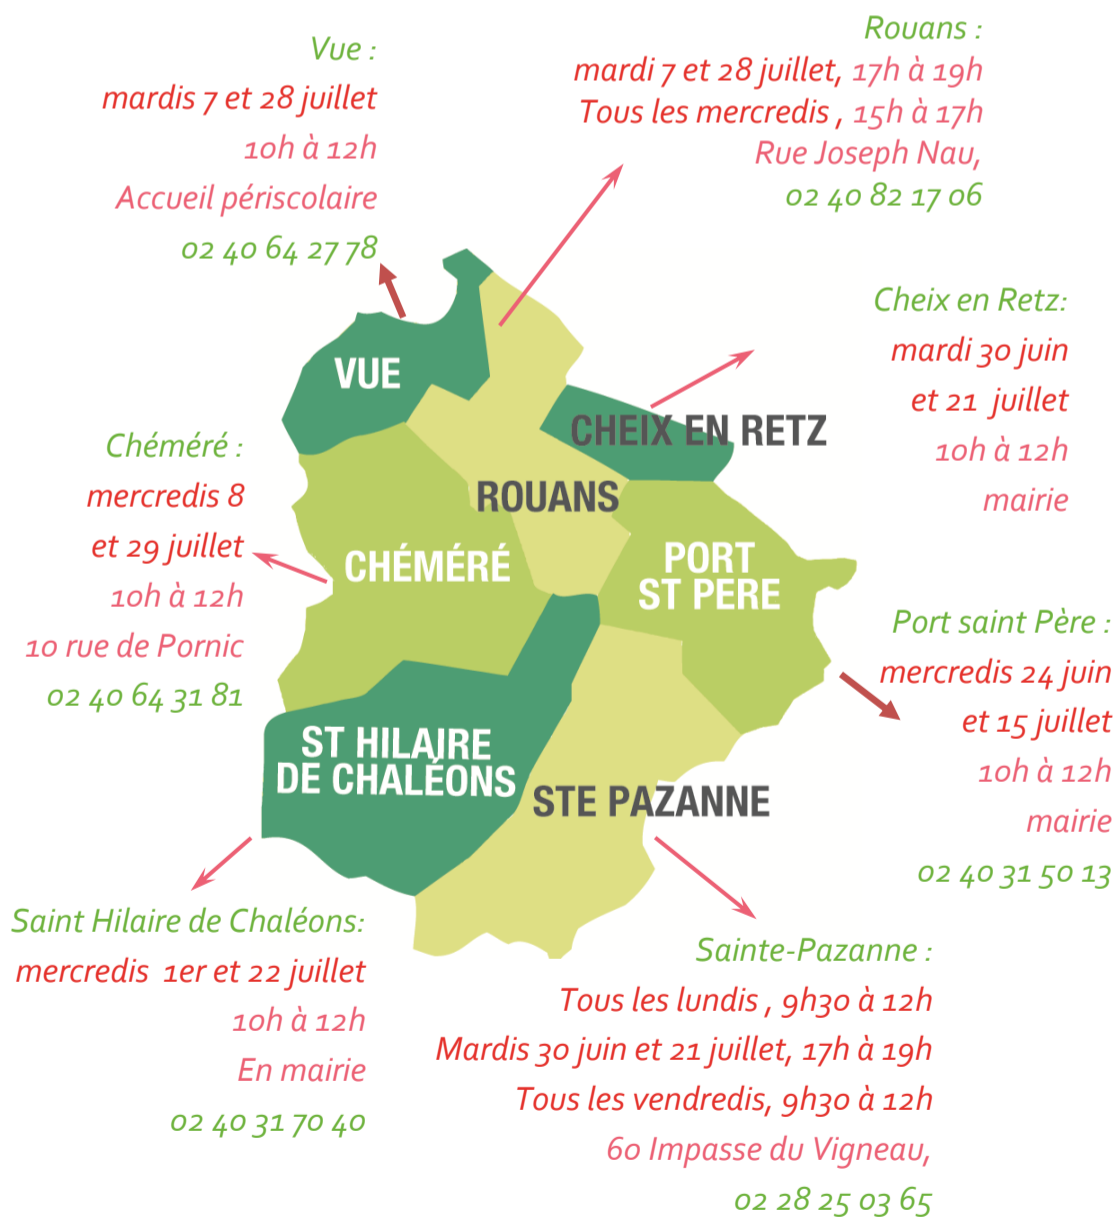 Vue :
mardis 7 et 28 juillet
10h à 12h
Accueil périscolaire
02 40 64 27 78
Rouans :
mardi 7 et 28 juillet, 17h à 19h
Tous les mercredis , 15h à 17h
Rue Joseph Nau,
02 40 82 17 06
Cheix en Retz:
mardi 30 juin
et 21 juillet
10h à 12h
mairie
Chéméré :
mercredis 8
et 29 juillet
10h à 12h
10 rue de Pornic
02 40 64 31 81
VUE
CHEIX EN RETZ
ROUANS
CHÉMÉRÉ
PORT
ST PERE
ST HILAIRE
DE CHALÉONS
STE PAZANNE
Port saint Père :
mercredis 24 juin
et 15 juillet
10h à 12h
mairie
02 40 31 50 13
Saint Hilaire de Chaléons:
mercredis 1er et 22 juillet
10h à 12h
En mairie
02 40 31 70 40
Sainte-Pazanne :
Tous les lundis , 9h30 à 12h
Mardis 30 juin et 21 juillet, 17h à 19h
Tous les vendredis, 9h30 à 12h
60 Impasse du Vigneau,
02 28 25 03 65